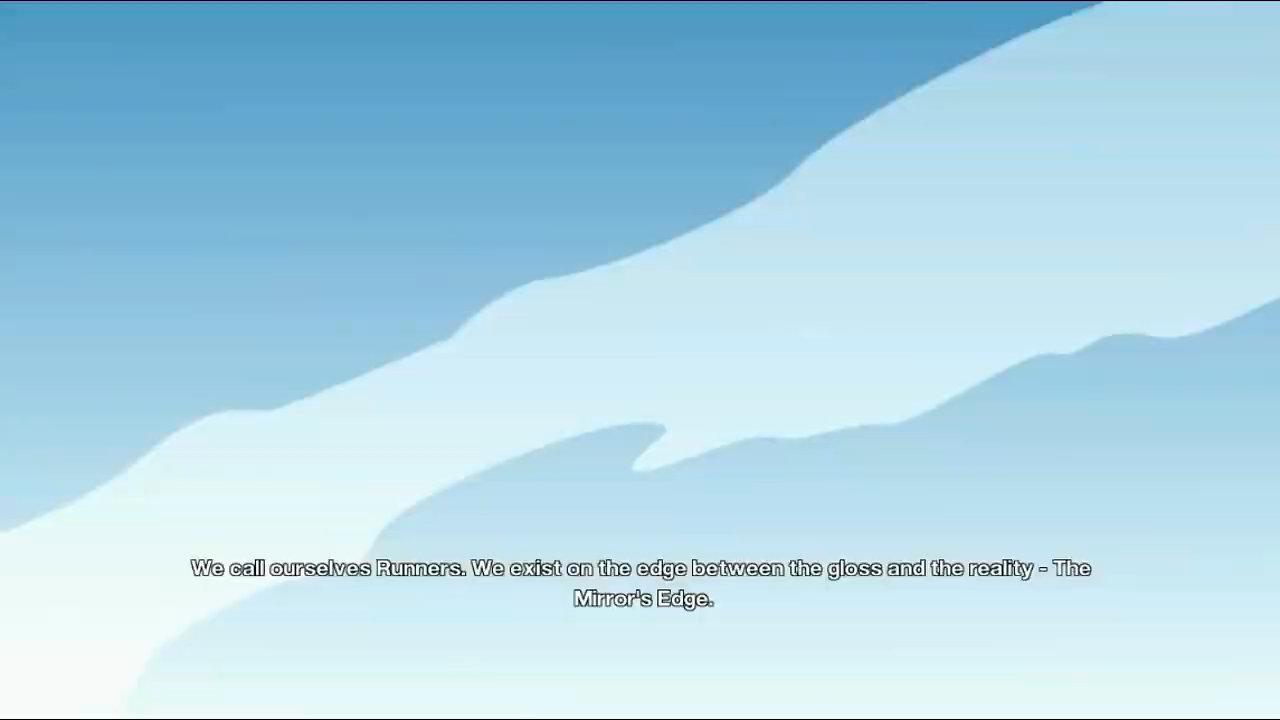 We call ourselves Runners. We exist on the edge between the gloss and the reality - The
Mirror's Edge.